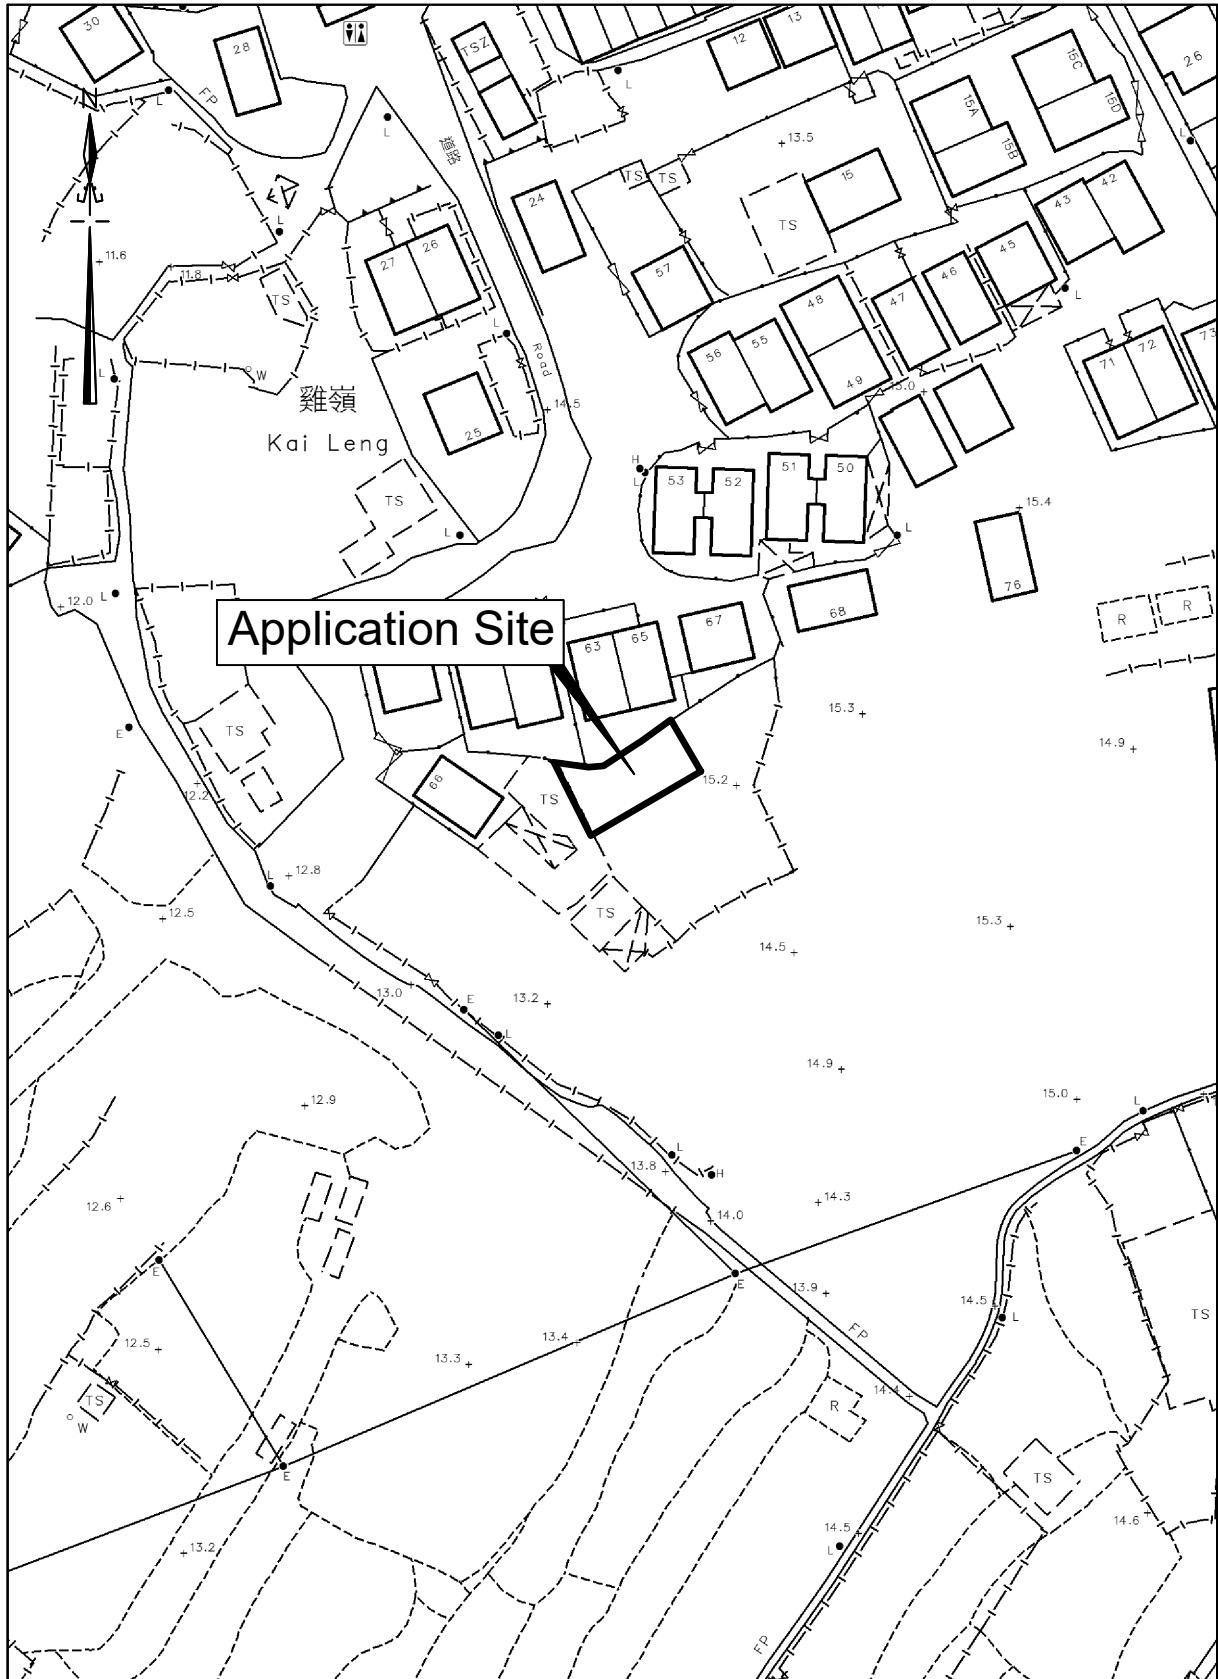 30
28
FP
L
TSZ
12
13
15C
15D
26
L
N
L
道路
13.5
15A
15B
L
TS
TS
15
24
TS
43
42
L
11.6
11.8
27
26
57
45
46
L
TS
48
47
L
Road
56
55
49
15.0
71
72
73
L
W
雞嶺
14.5
25
Kai Leng
H
L
53
52
51
50
TS
L
15.4
L
12.0
76
68
R
R
Application Site
63
65
67
E
TS
15.3
14.9
12.2
66
TS
15.2
L
12.8
12.5
TS
15.3
14.5
13.0
E
13.2
L
14.9
12.9
15.0
L
E
L
13.8
H
12.6
14.3
14.0
E
E
13.9
14.5
L
TS
12.5
13.4
FP
13.3
TS
W
14.4
R
E
TS
14.6
14.5
L
13.2
FP